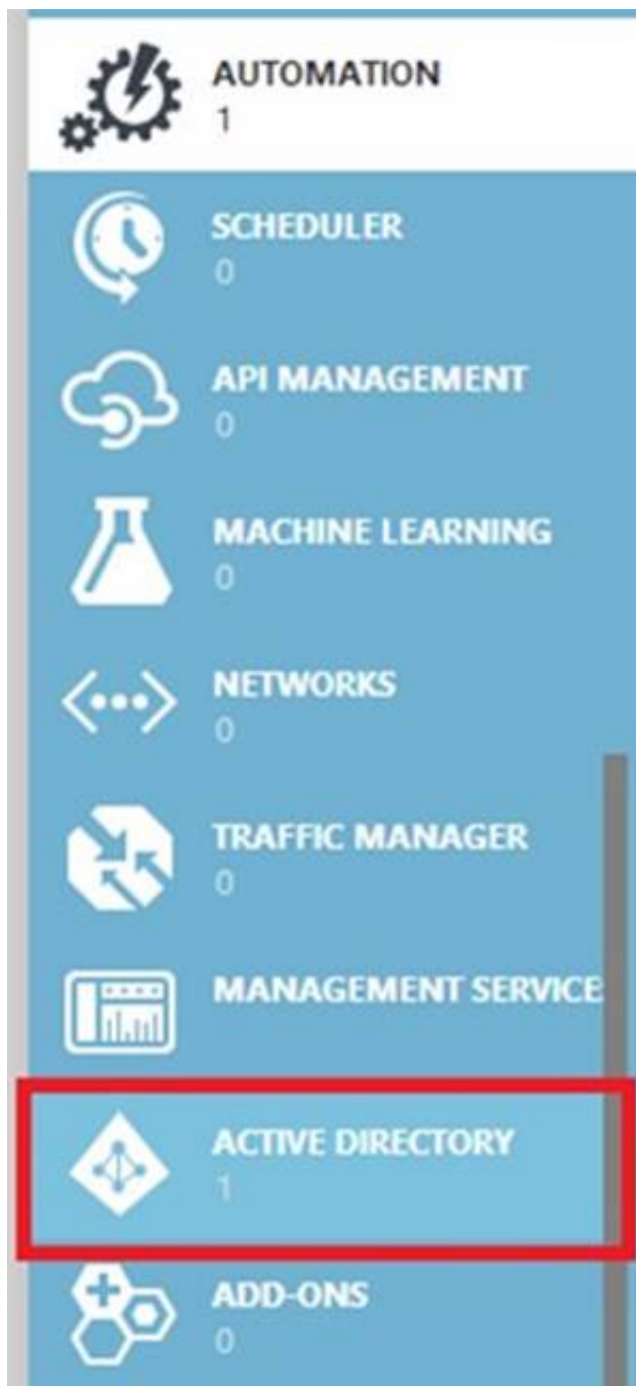 AUTOMATION
1
SCHEDULER
0
API MANAGEMENT
0
MACHINE LEARNING
0
NETWORKS
0
TRAFFIC MANAGER
0
MANAGEMENT SERVICE
ACTIVE DIRECTORY
1
ADD-ONS
0